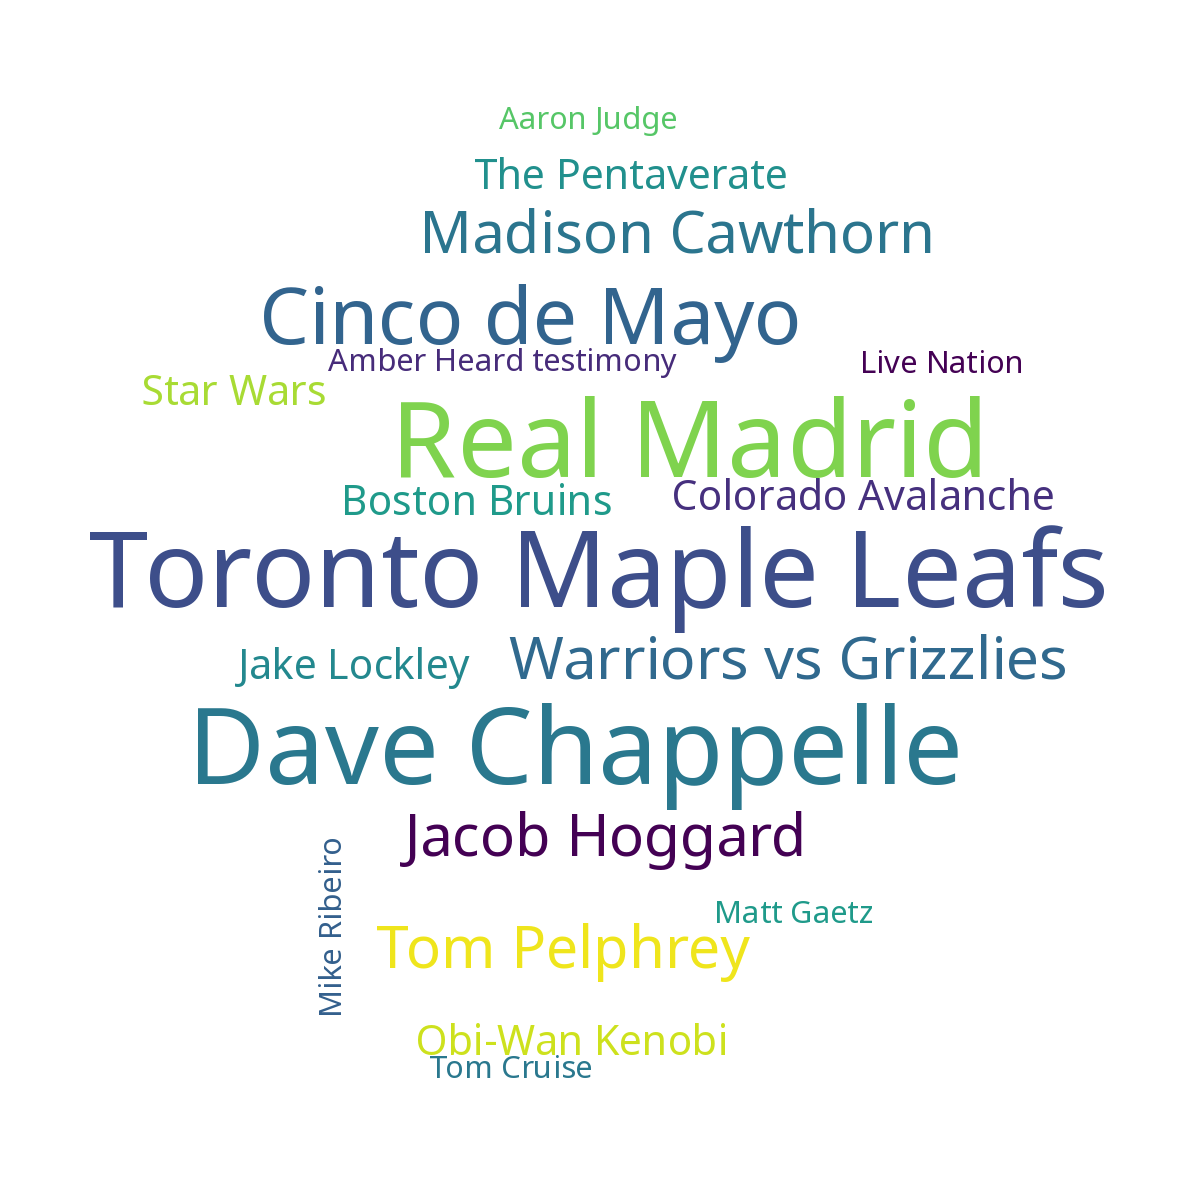 Aaron Judge
The Pentaverate
Madison Cawthorn
Cinco de Mayo
Amber Heard testimony
Live Nation
Star Wars
Real Madrid
Boston Bruins
Colorado Avalanche
Toronto Maple Leafs
Jake Lockley
Warriors vs Grizzlies
Dave Chappelle
Jacob Hoggard
Mike Ribeiro
Matt Gaetz
Tom Pelphrey
Obi-Wan Kenobi
Tom Cruise